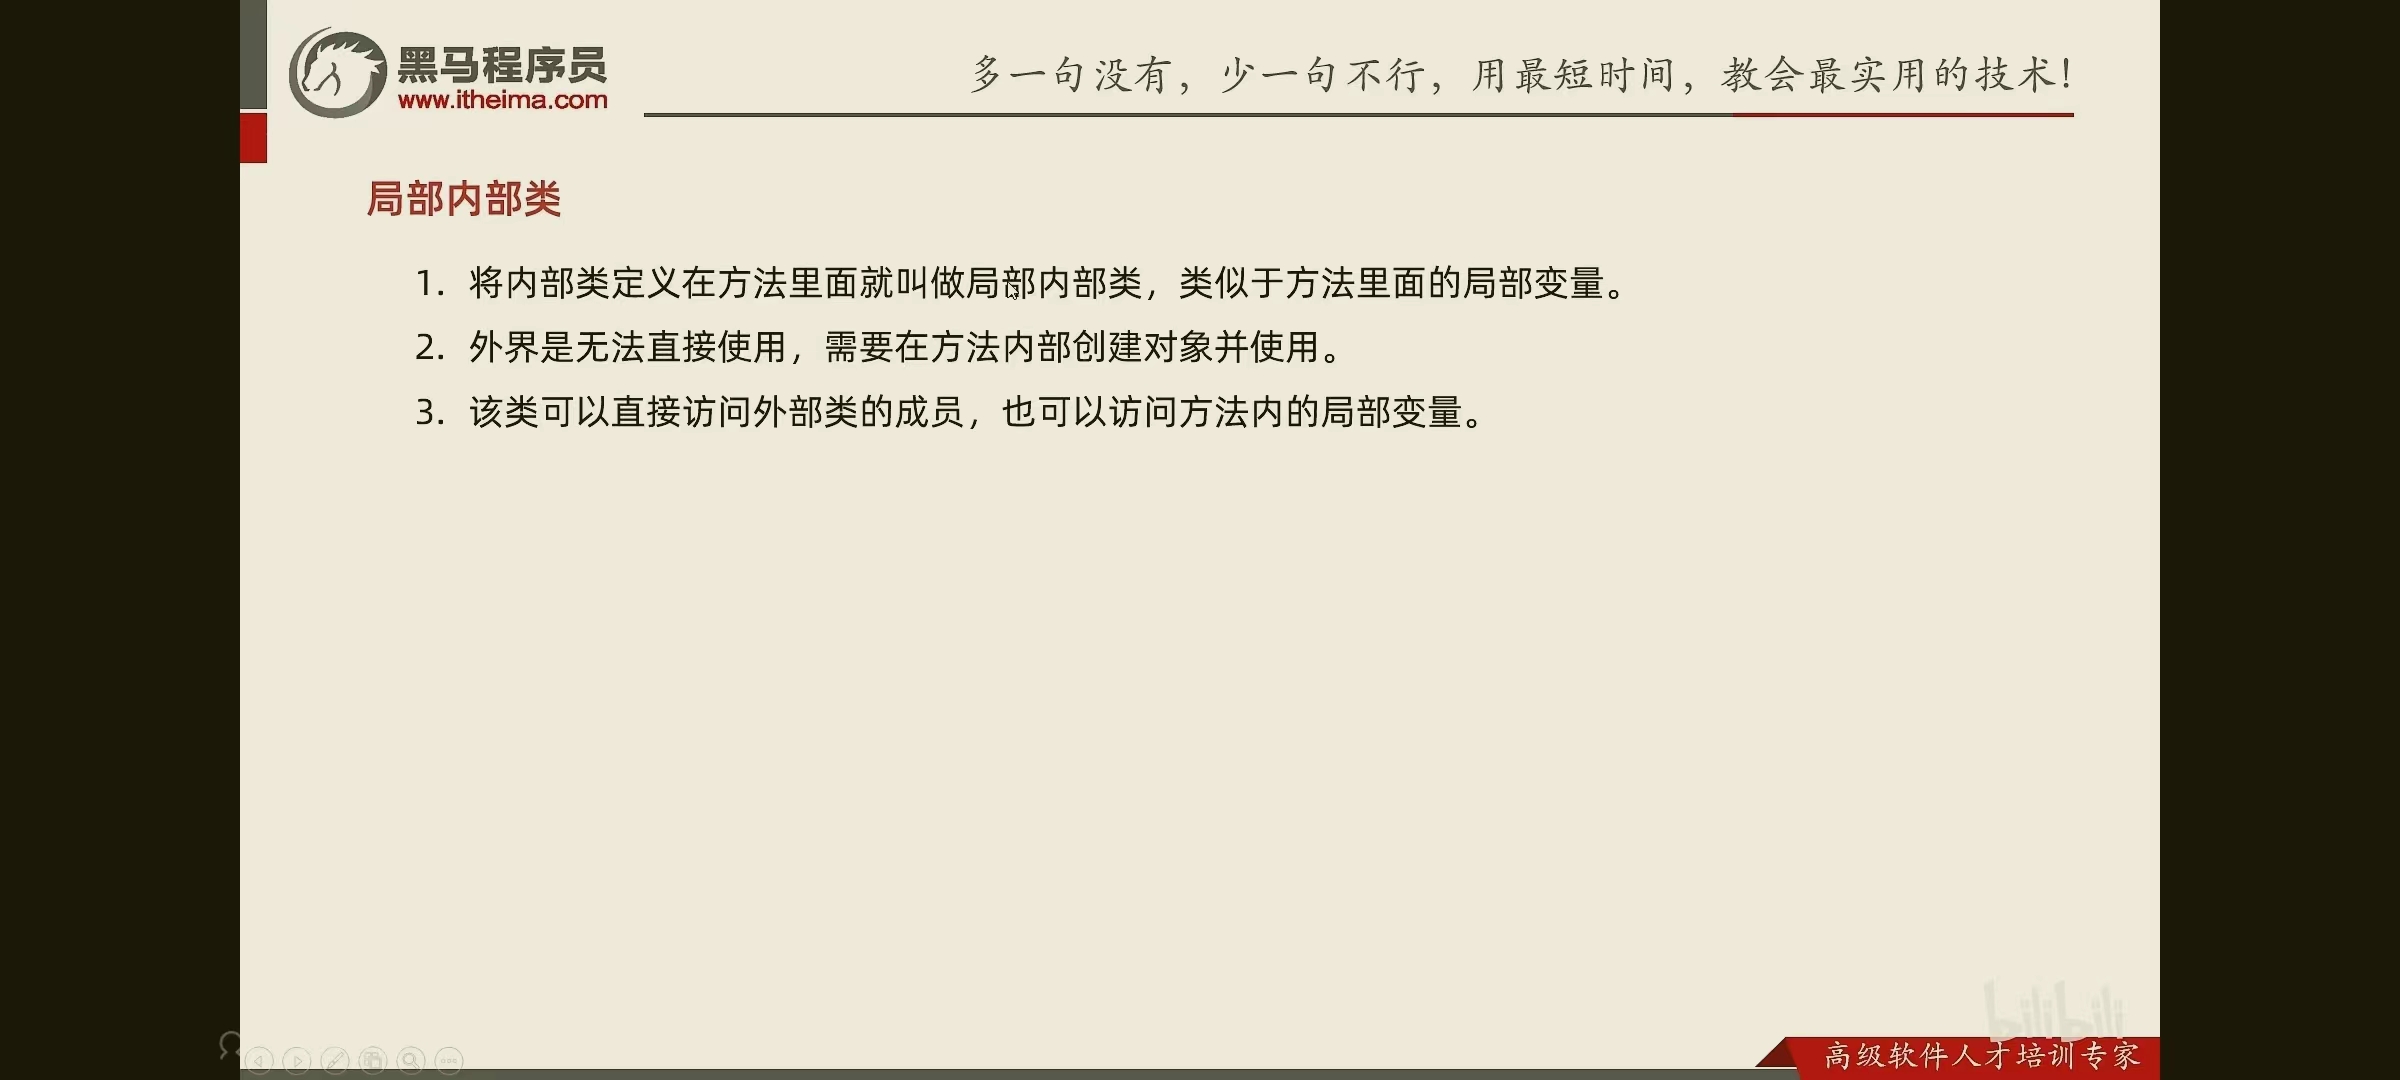 黑马程序员
www.itheima.com
多一句没有，少一句不行，用最短时间，教会最实用的技术！
局部内部类
1. 将内部类定义在方法里面就叫做局部内部类，类似于方法里面的局部变量。
2. 外界是无法直接使用，需要在方法内部创建对象并使用。
3. 该类可以直接访问外部类的成员，也可以访问方法内的局部变量。
bilibili
高级软件人才培训专家